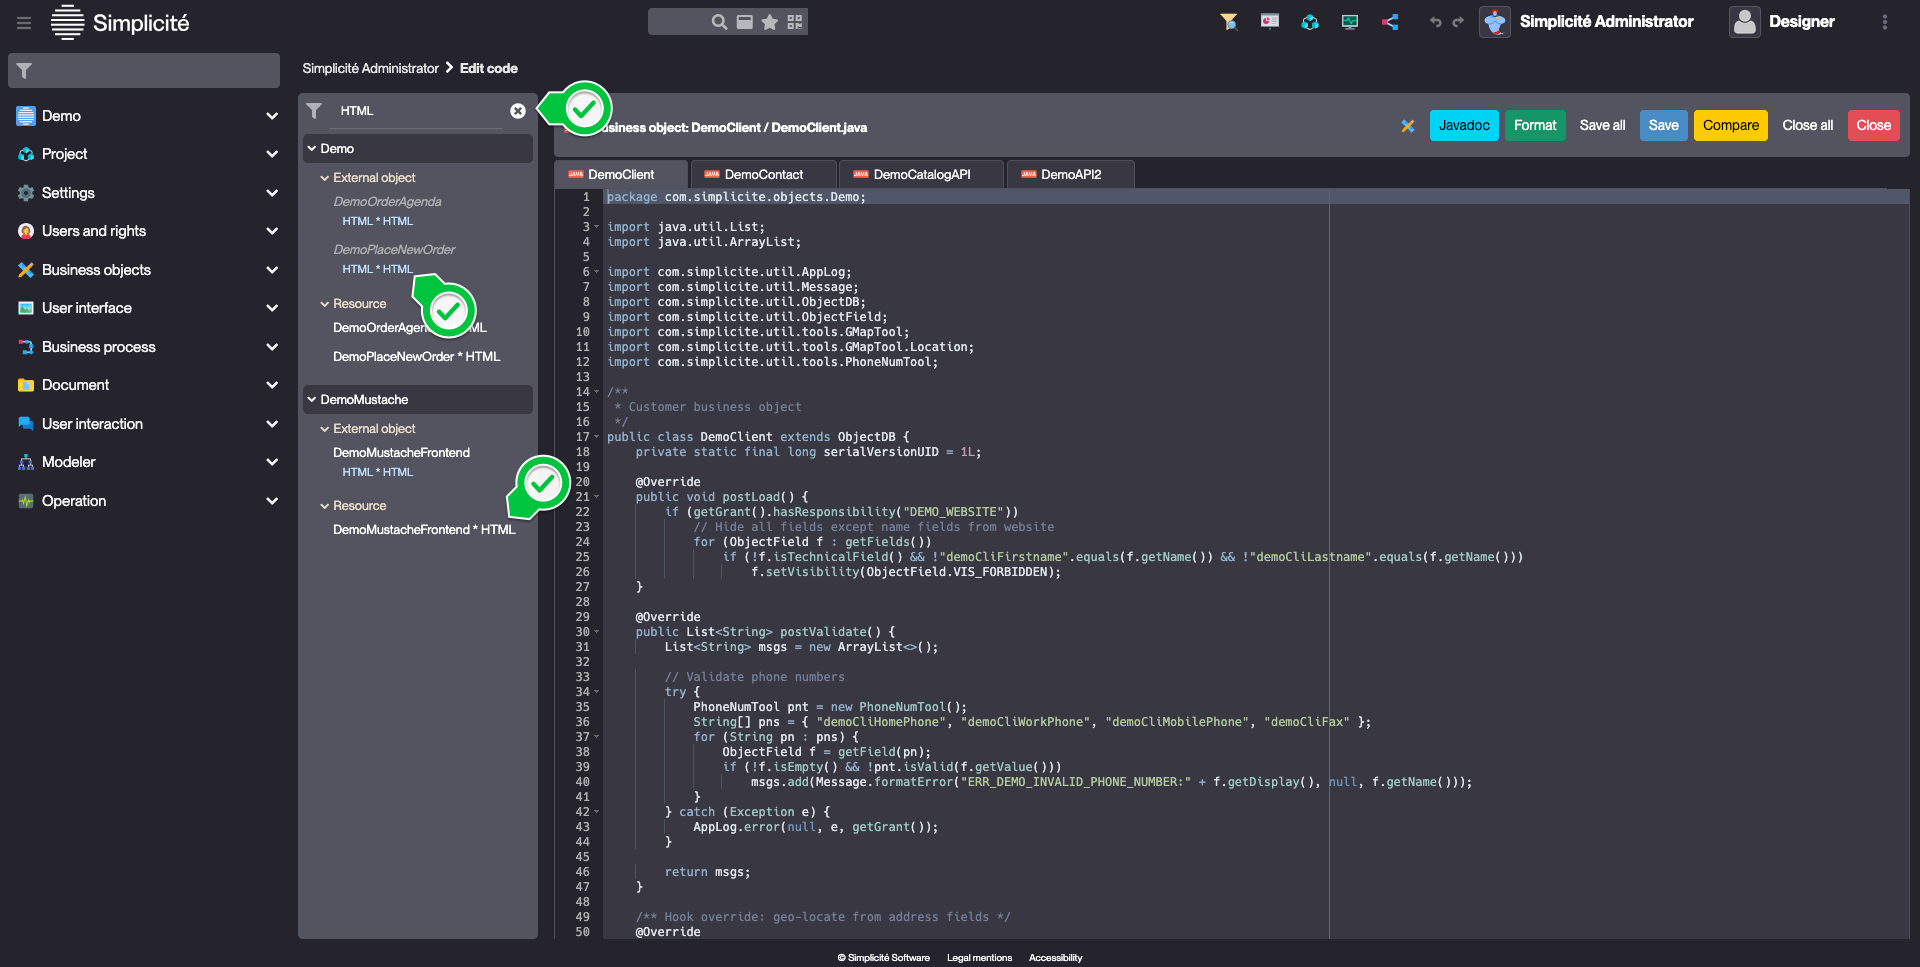 Simplicité
Simplicité Administrator
Designer
Simplicité Administrator > Edit code
Demo
Project
Settings
Users and rights
Business objects
User interface
Business process
Document
User interaction
Modeler
Operation
HTML
Demo
External object
DemoOrderAgenda
HTML * HTML
DemoPlaceNewOrder
HTML * HTML
Resource
DemoPlaceNewOrder * HTML
DemoMustache
External object
DemoMustacheFrontend
HTML * HTML
Resource
DemoMustacheFrontend * HTML
object: DemoClient / DemoClient.java
Javadoc Format Save all Save Compare Close all Close
JAVA DemoClient JAVA DemoContact JAVA DemoCatalogAPI JAVA DemoAPI2
1 package com.simplicite.objects.Demo;
2
3 import java.util.List;
4 import java.util.ArrayList;
5
6 import com.simplicite.util.AppLog;
7 import com.simplicite.util.Message;
8 import com.simplicite.util.ObjectDB;
9 import com.simplicite.util.ObjectField;
10 import com.simplicite.util.tools.GMapTool;
11 import com.simplicite.util.tools.GMapTool.Location;
12 import com.simplicite.util.tools.PhoneNumTool;
13
14 /**
15 * Customer business object
16 */
17 public class DemoClient extends ObjectDB {
18 private static final long serialVersionUID = 1L;
19
20 @Override
21 public void postLoad() {
22 if (getGrant().hasResponsibility("DEMO_WEBSITE"))
23 // Hide all fields except name fields from website
24 for (ObjectField f : getFields())
25 if (!f.isTechnicalField() && !"demoCliFirstname".equals(f.getName()) && !"demoCliLastname".equals(f.getName()))
26 f.setVisibility(ObjectField.VIS_FORBIDDEN);
27 }
28
29 @Override
30 public List<String> postValidate() {
31 List<String> msgs = new ArrayList<>();
32
33 // Validate phone numbers
34 try {
35 PhoneNumTool pnt = new PhoneNumTool();
36 String[] pns = { "demoCliHomePhone", "demoCliWorkPhone", "demoCliMobilePhone", "demoCliFax" };
37 for (String pn : pns) {
38 ObjectField f = getField(pn);
39 if (!f.isEmpty() && !pnt.isValid(f.getValue()))
40 msgs.add(Message.formatError("ERR_DEMO_INVALID_PHONE_NUMBER:" + f.getDisplay(), null, f.getName()));
41 }
42 } catch (Exception e) {
43 AppLog.error(null, e, getGrant());
44 }
45
46 return msgs;
47 }
48
49 /** Hook override: geo-locate from address fields */
50 @Override
© Simplicité Software Legal mentions Accessibility